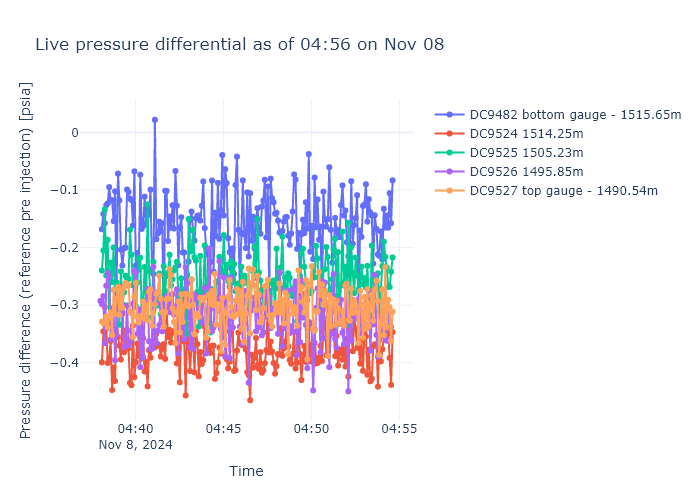 Live pressure differential as of 04:56 on Nov 08
Pressure difference (reference pre injection) [psia]
0
−0.1
−0.2
−0.3
−0.4
04:40
04:45
04:50
04:55
Nov 8, 2024
Time
DC9482 bottom gauge - 1515.65m
DC9524 1514.25m
DC9525 1505.23m
DC9526 1495.85m
DC9527 top gauge - 1490.54m